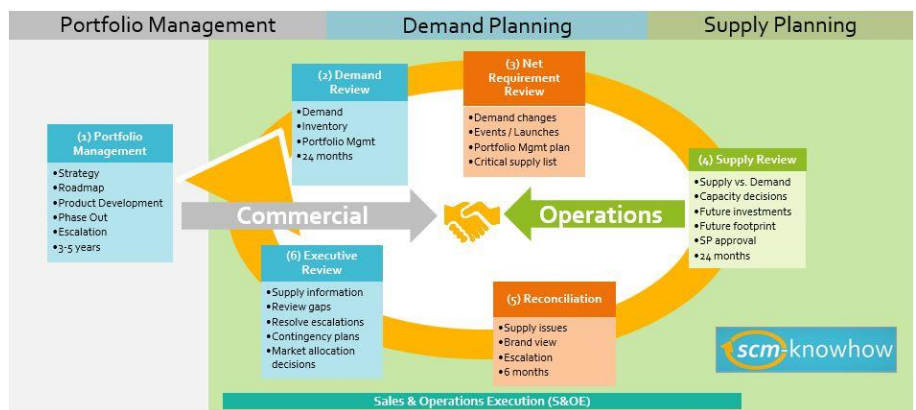 Portfolio Management
Demand Planning
Supply Planning
(1) Portfolio
Management
•Strategy
•Roadmap
•Product Development
•Phase Out
•Escalation
•3-5 years
(2) Demand
Review
•Demand
•Inventory
•Portfolio Mgmt
•24 months
(3) Net
Requirement
Review
•Demand changes
•Events / Launches
•Portfolio Mgmt plan
•Critical supply list
(4) Supply Review
•Supply vs. Demand
•Capacity decisions
•Future investments
•Future footprint
•SP approval
•24 months
Commercial
Operations
(5) Reconciliation
•Supply issues
•Brand view
•Escalation
•6 months
(6) Executive
Review
•Supply information
•Review gaps
•Resolve escalations
•Contingency plans
•Market allocation
decisions
scm-knowhow
Sales & Operations Execution (S&OE)